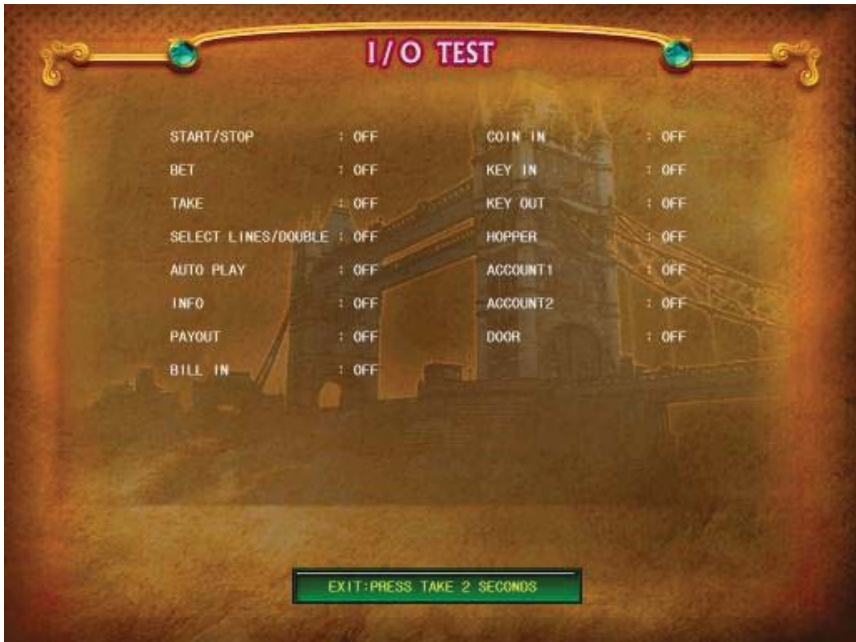 I/O TEST
START/STOP : OFF
BET : OFF
TAKE : OFF
SELECT LINES/DOUBLE : OFF
AUTO PLAY : OFF
INFO : OFF
PAYOUT : OFF
BILL IN : OFF
COIN IN : OFF
KEY IN : OFF
KEY OUT : OFF
HOPPER : OFF
ACCOUNT1 : OFF
ACCOUNT2 : OFF
DOOR : OFF
EXIT:PRESS TAKE 2 SECONDS